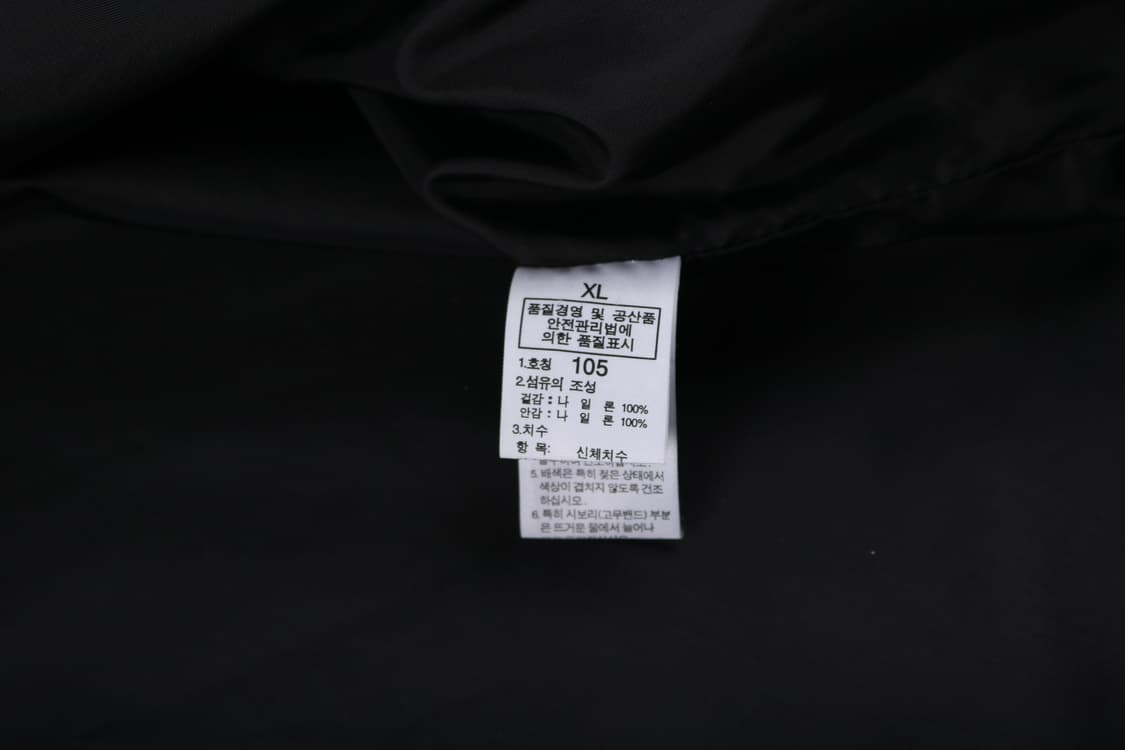 XL
품질경영 및 공산품
안전관리법에
의한 품질표시
1.호칭 105
2.섬유의 조성
겉감 : 나 일 론 100%
안감 : 나 일 론 100%
3.치수
항 목: 신체치수
5. 배색은 특히 젖은 상태에서
색상이 겹치지 않도록 건조
하십시오.
6. 특히 시보리(고무밴드) 부분
은 뜨거운 물에서 늘어나